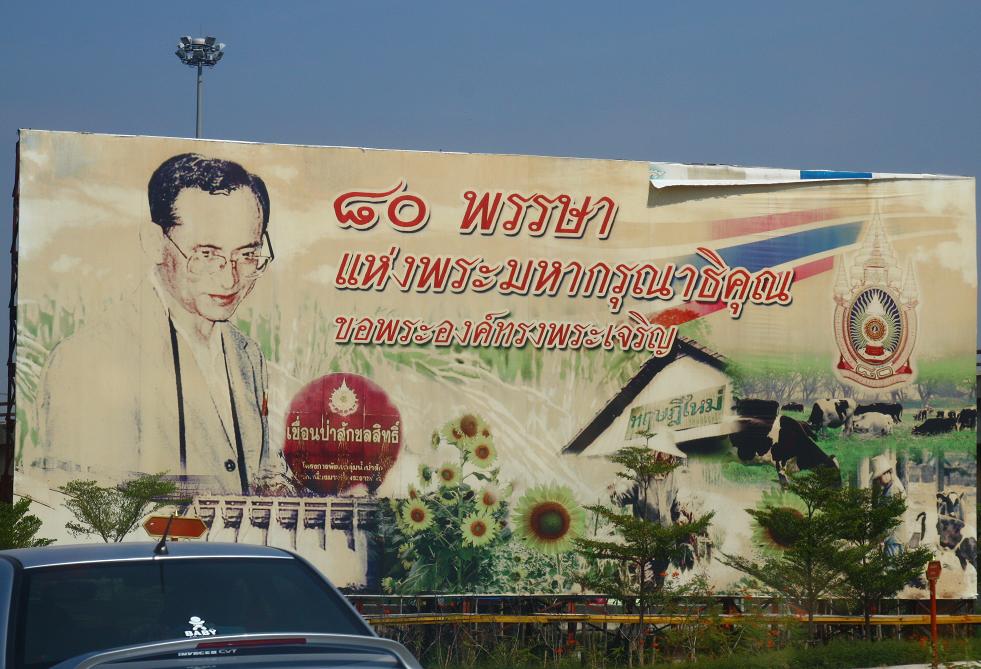 ๘๐ พรรษา
แห่งพระมหากรุณาธิคุณ
ขอพระองค์ทรงพระเจริญ
เขื่อนป่าสักชลสิทธิ์
ทฤษฎีใหม่
BABY
CVT